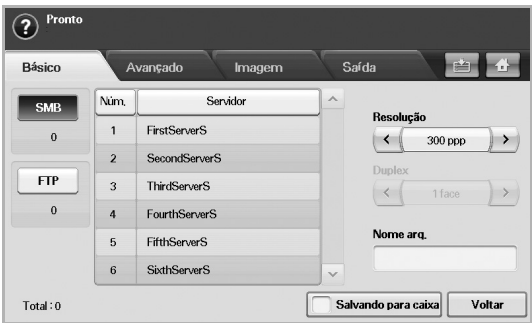 Pronto
Básico
Avançado
Imagem
Saída
SMB
0
FTP
0
Núm. Servidor
1 FirstServerS
2 SecondServerS
3 ThirdServerS
4 FourthServerS
5 FifthServerS
6 SixthServerS
Resolução
300 ppp
Duplex
1 face
Nome arq.
Total : 0
Salvando para caixa
Voltar